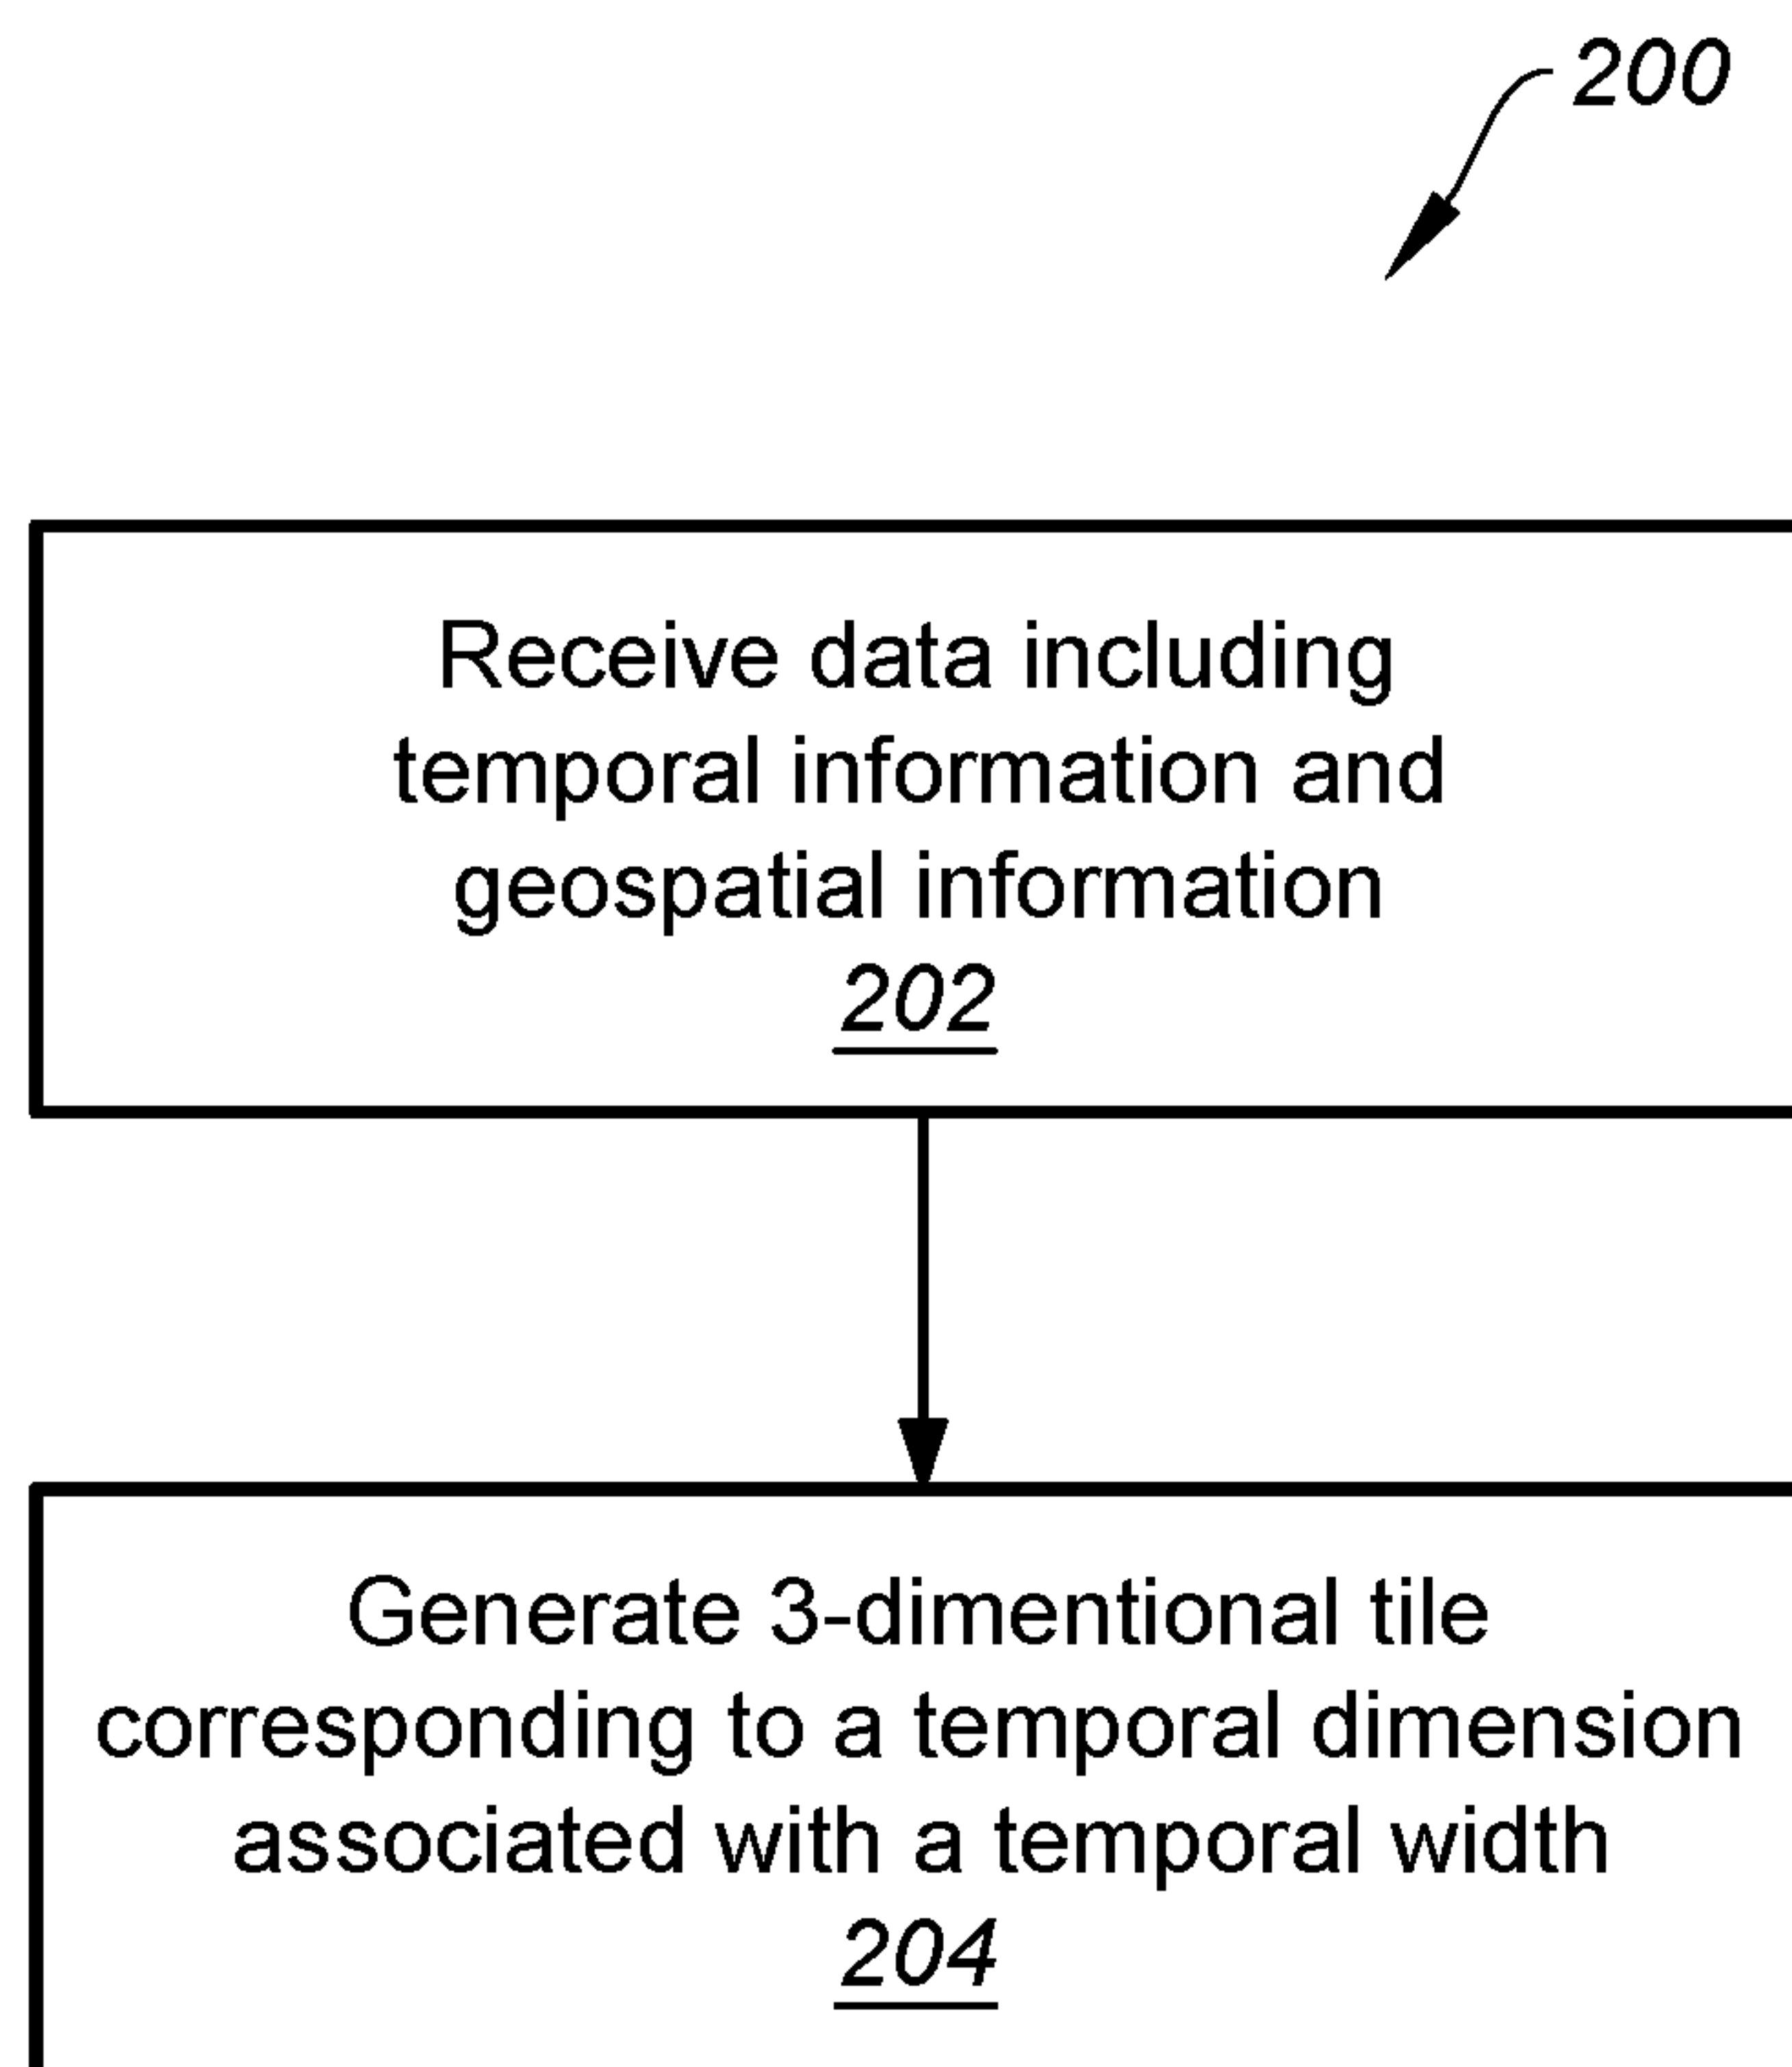 200
Receive data including
temporal information and
geospatial information
202
Generate 3-dimentional tile
corresponding to a temporal dimension
associated with a temporal width
204